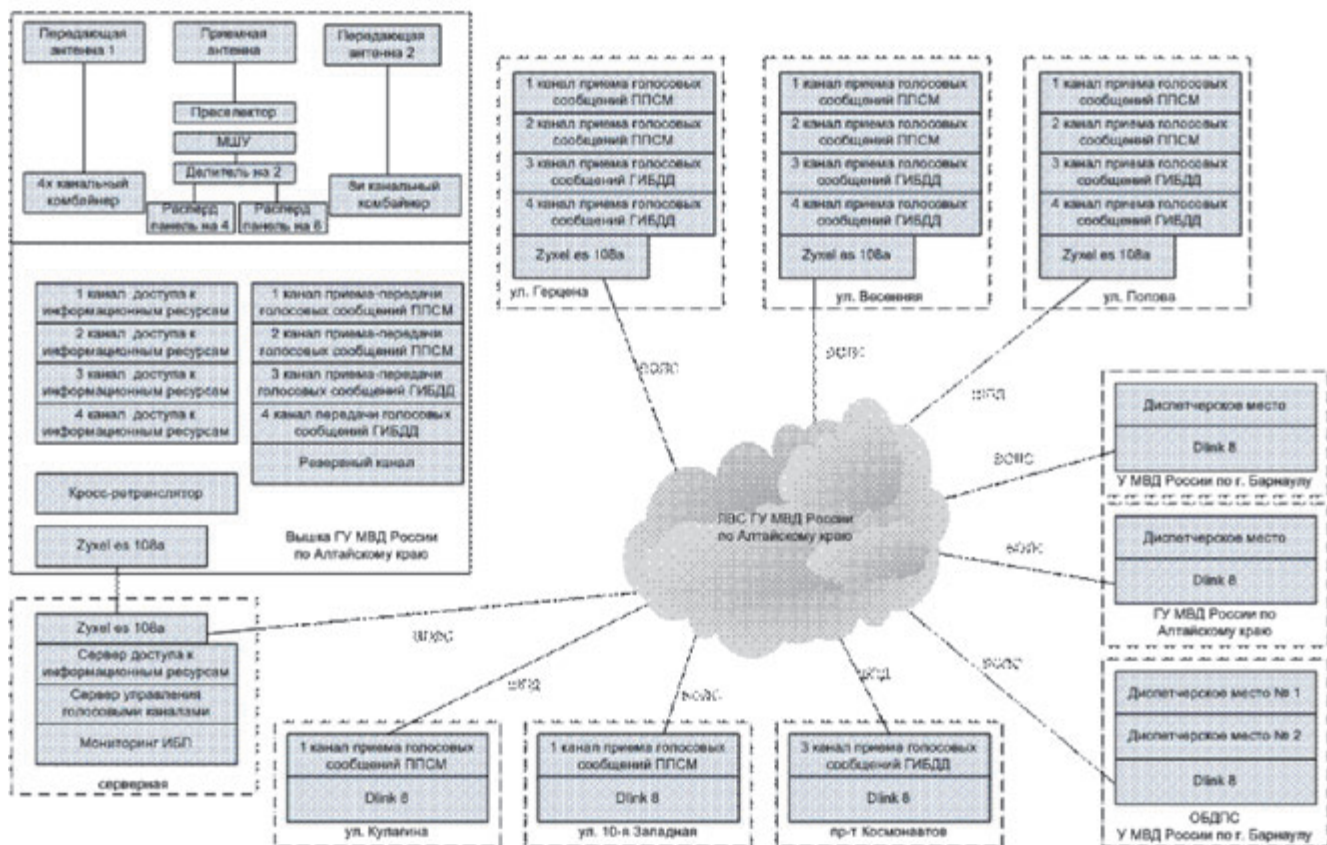 Передающая
антенна 1
Приемная
антенна
Передающая
антенна 2
Преселектор
МШУ
Делитель на 2
4х канальный
комбайнер
Расперд
панель на 4
Расперд
панель на 6
8и канальный
комбайнер
1 канал доступа к
информационным ресурсам
2 канал доступа к
информационным ресурсам
3 канал доступа к
информационным ресурсам
4 канал доступа к
информационным ресурсам
1 канал приема-передачи
голосовых сообщений ППСМ
2 канал приема-передачи
голосовых сообщений ППСМ
3 канал приема-передачи
голосовых сообщений ГИБДД
4 канал передачи голосовых
сообщений ГИБДД
Резервный канал
Кросс-ретранслятор
Zyxel es 108a
Вышка ГУ МВД России
по Алтайскому краю
Zyxel es 108a
Сервер доступа к
информационным ресурсам
Сервер управления
голосовыми каналами
Мониторинг ИБП
серверная
1 канал приема голосовых
сообщений ППСМ
2 канал приема голосовых
сообщений ППСМ
3 канал приема голосовых
сообщений ГИБДД
4 канал приема голосовых
сообщений ГИБДД
Zyxel es 108a
ул. Герцена
1 канал приема голосовых
сообщений ППСМ
2 канал приема голосовых
сообщений ППСМ
3 канал приема голосовых
сообщений ГИБДД
4 канал приема голосовых
сообщений ГИБДД
Zyxel es 108a
ул. Весенняя
1 канал приема голосовых
сообщений ППСМ
2 канал приема голосовых
сообщений ППСМ
3 канал приема голосовых
сообщений ГИБДД
4 канал приема голосовых
сообщений ГИБДД
Zyxel es 108a
ул. Попова
ВОЛС
ВОЛС
ВПД
ВОЛС
ВОЛС
ВОЛС
ВОЛС
ВПД
ВОЛС
ВПД
ЛВС ГУ МВД России
по Алтайскому краю
Диспетчерское место
Dlink 8
У МВД России по г. Барнаулу
Диспетчерское место
Dlink 8
ГУ МВД России по
Алтайскому краю
Диспетчерское место № 1
Диспетчерское место № 2
Dlink 8
ОБДПС
У МВД России по г. Барнаулу
1 канал приема голосовых
сообщений ППСМ
Dlink 8
ул. Кулагина
1 канал приема голосовых
сообщений ППСМ
Dlink 8
ул. 10-я Западная
3 канал приема голосовых
сообщений ГИБДД
Dlink 8
пр-т Космонавтов